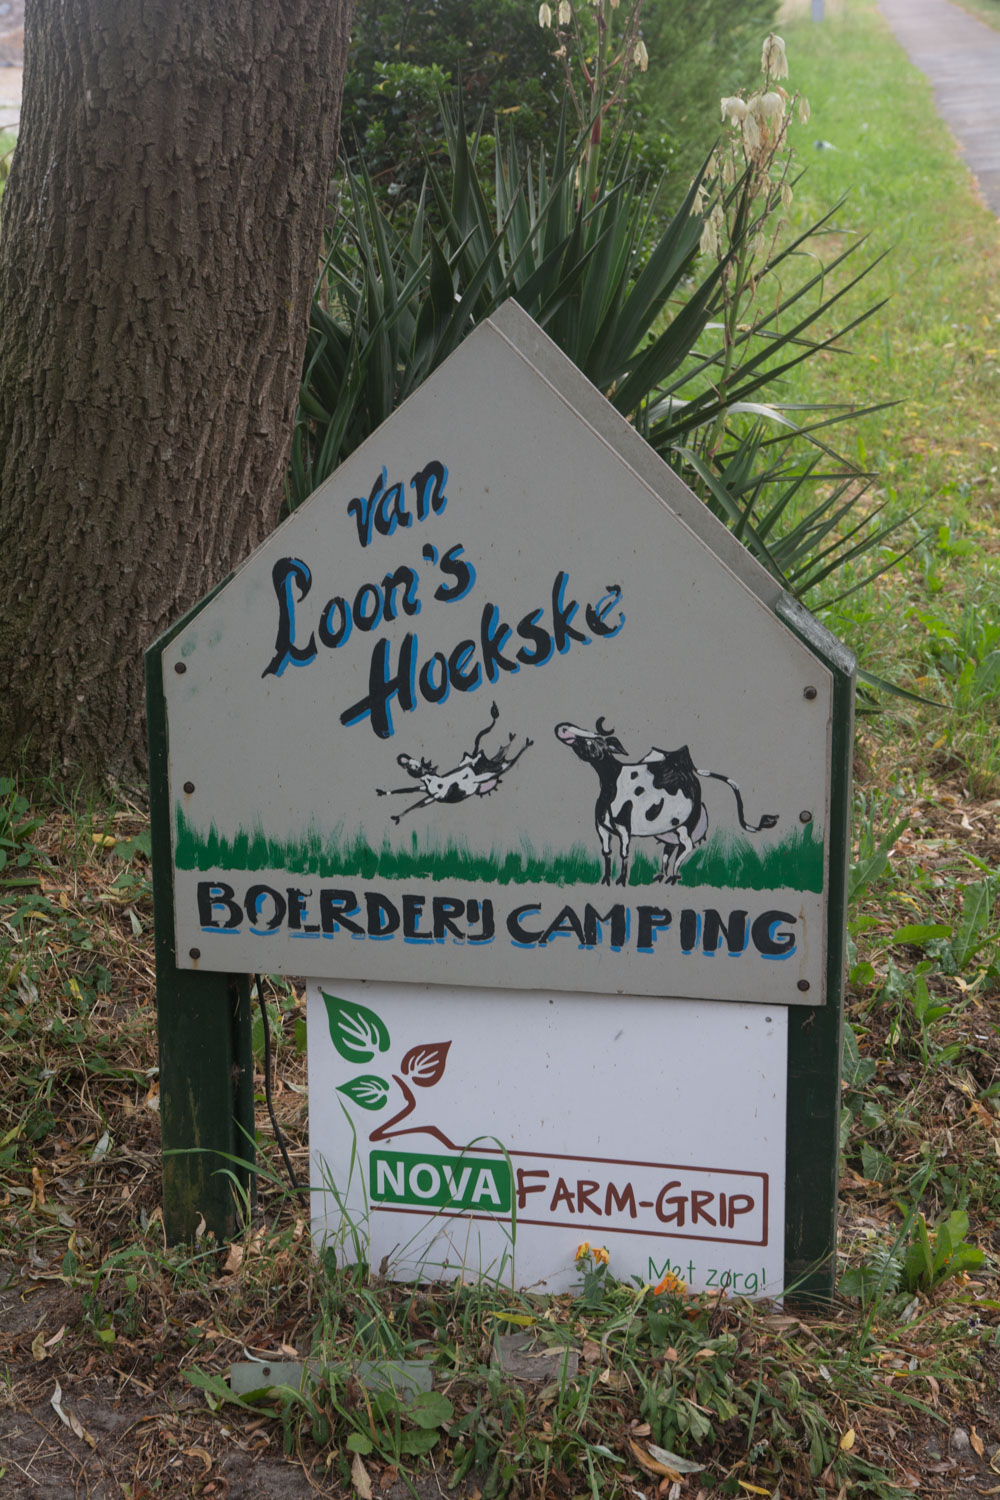 van
Loon's
Hoekske
BOERDERIJ CAMPING
NOVA FARM-GRIP
Met zorg!